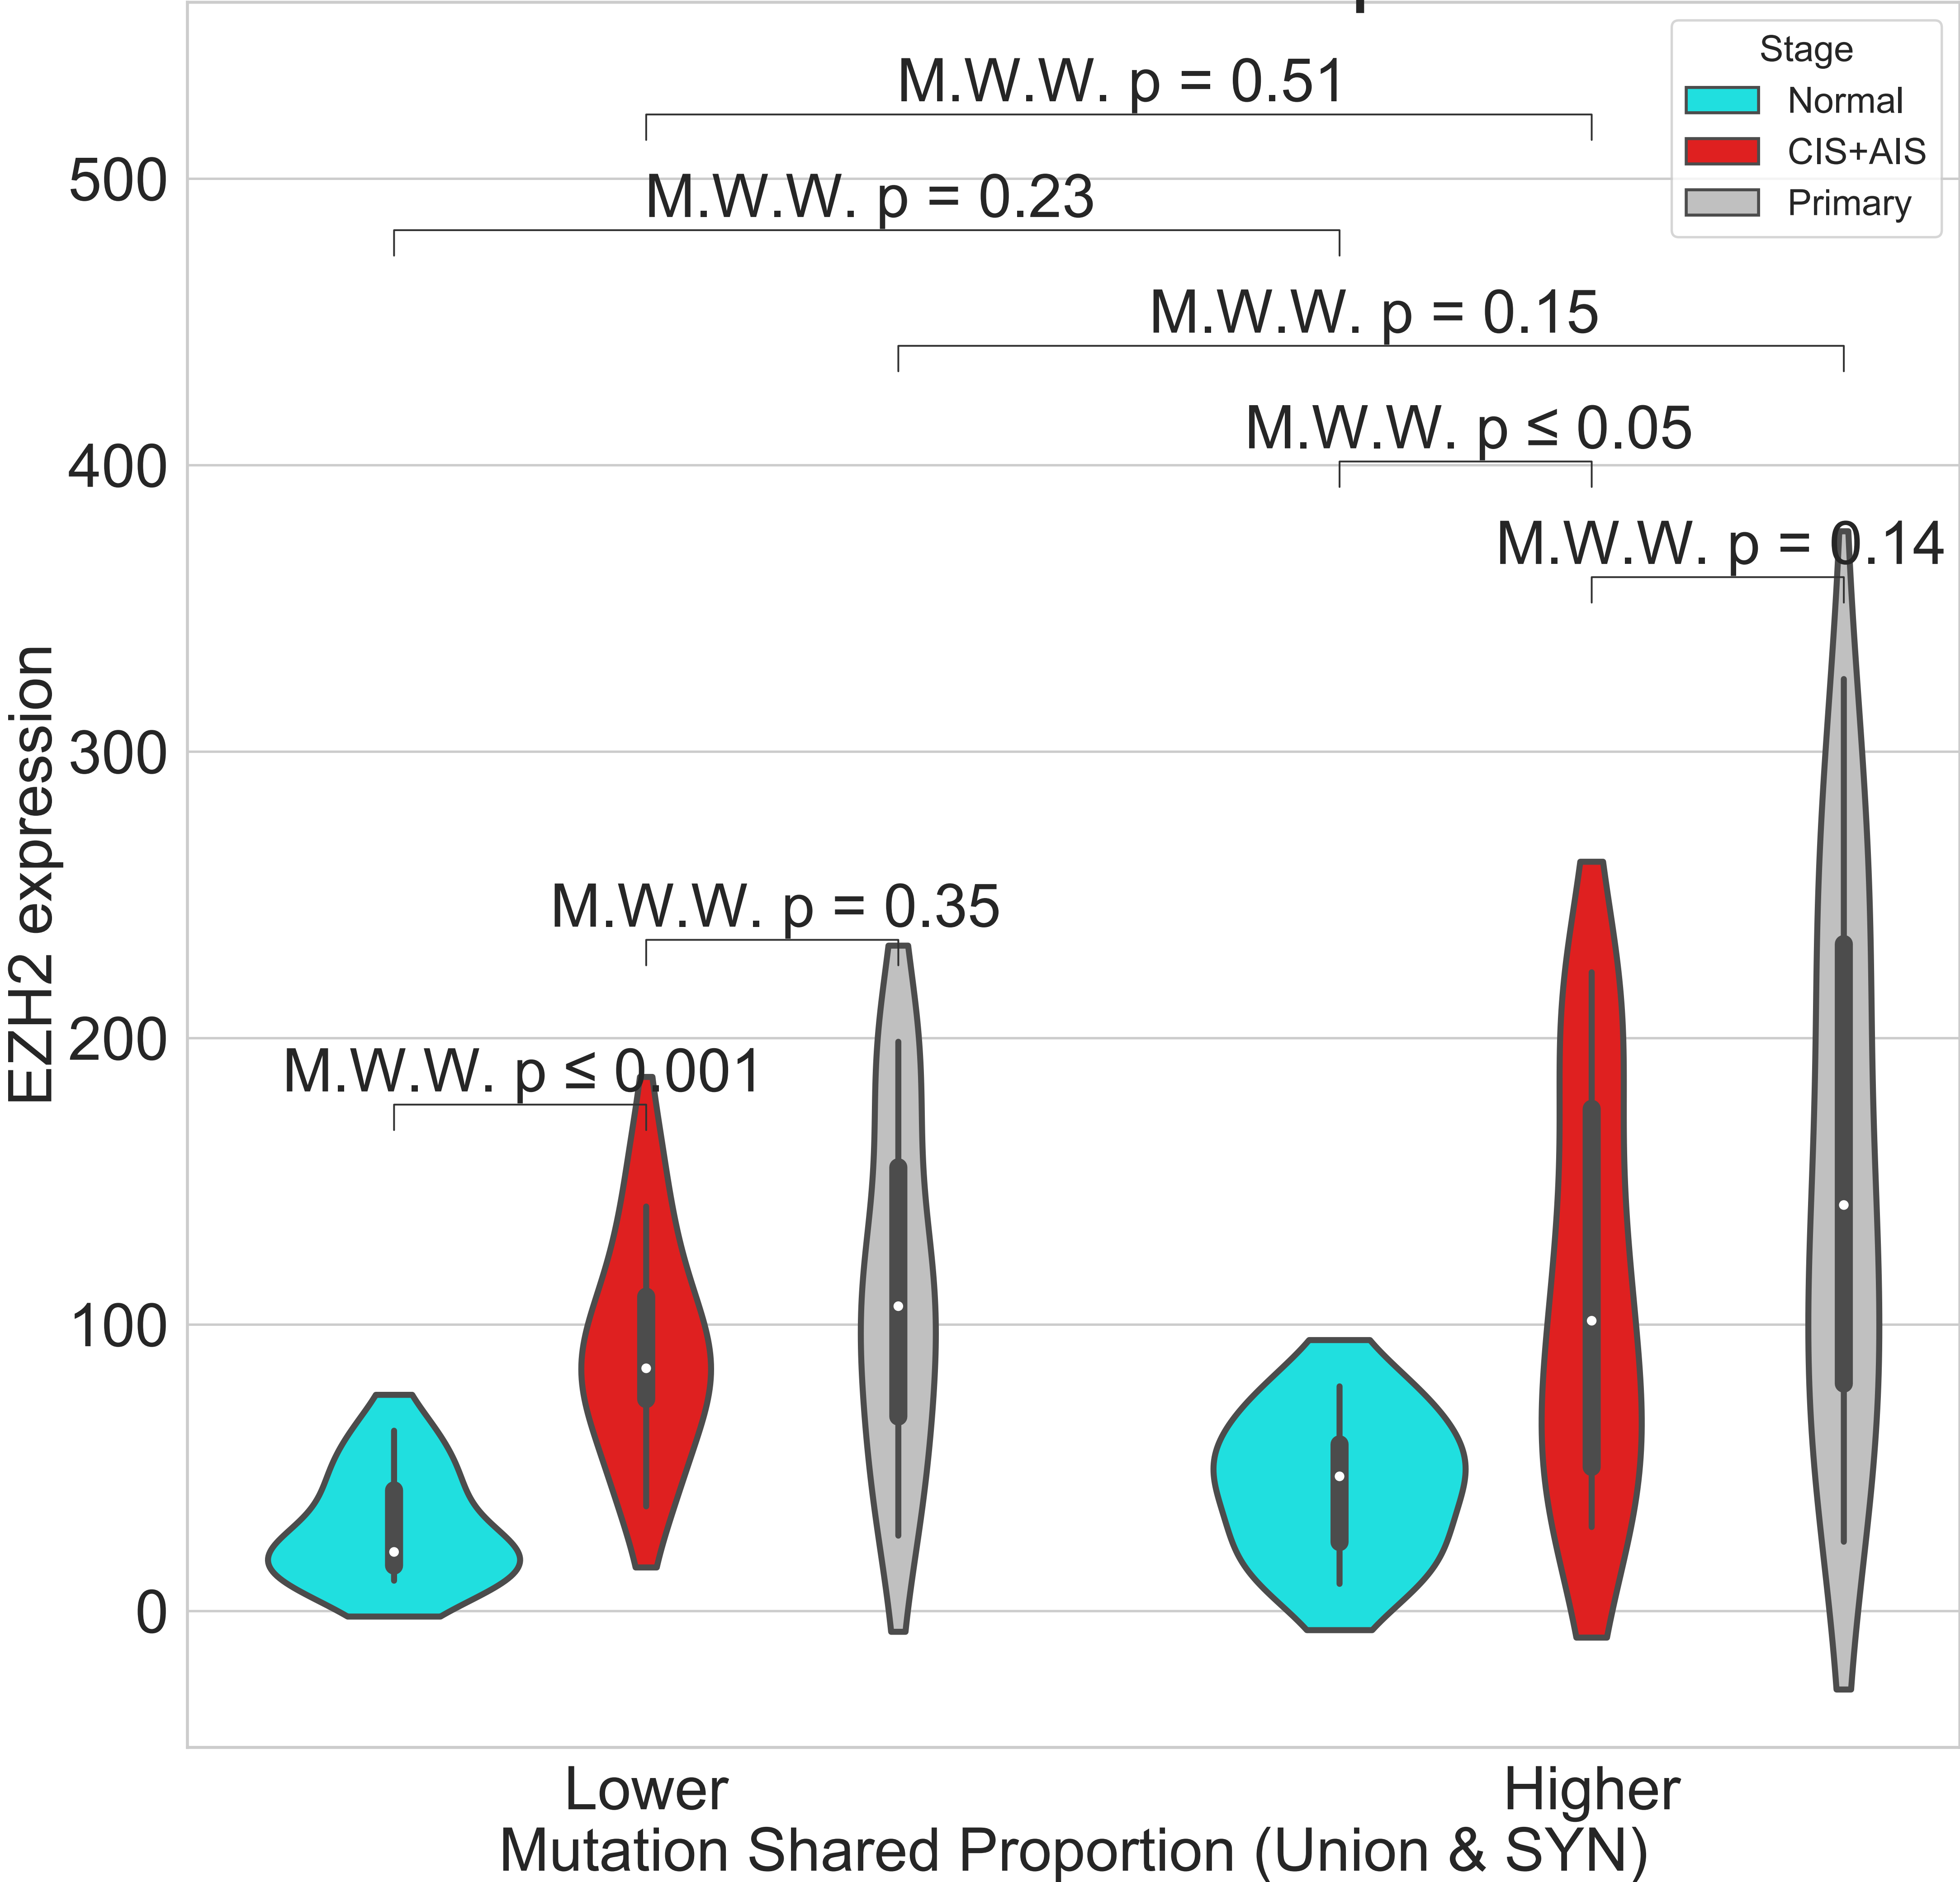 M.W.W. p = 0.51
M.W.W. p = 0.23
M.W.W. p = 0.15
M.W.W. p ≤ 0.05
M.W.W. p = 0.14
M.W.W. p = 0.35
M.W.W. p ≤ 0.001
Stage
Normal
CIS+AIS
Primary
EZH2 expression
500
400
300
200
100
0
Lower
Higher
Mutation Shared Proportion (Union & SYN)